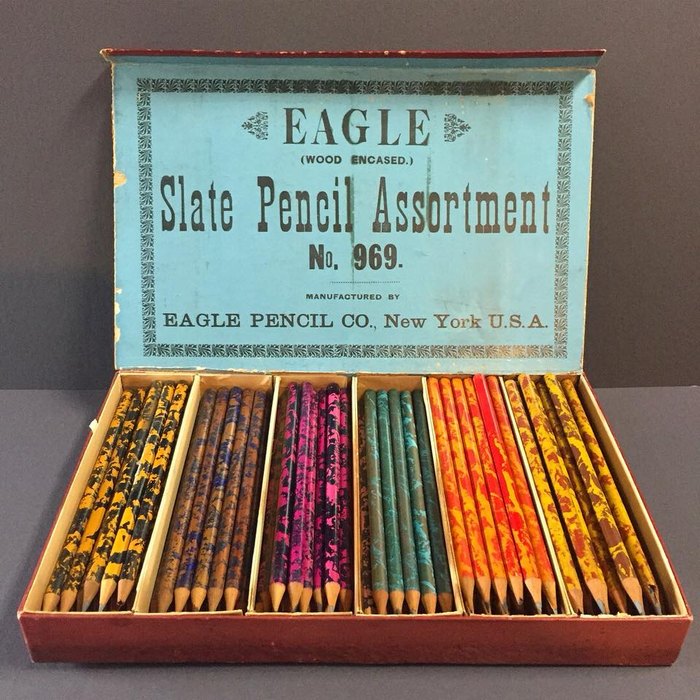 EAGLE
(WOOD ENCASED.)
Slate Pencil Assortment
No. 969.
MANUFACTURED BY
EAGLE PENCIL CO., New York U.S.A.